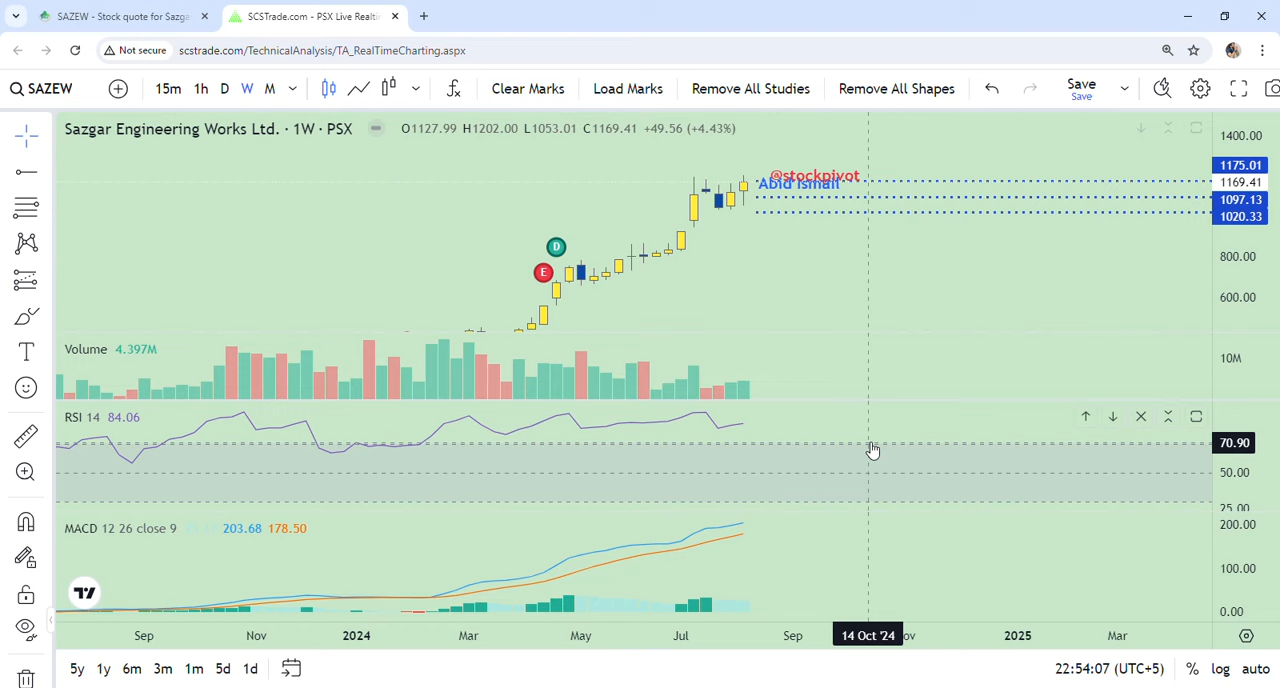 SAZEW - Stock quote for Sazga
SCSTrade.com - PSX Live Realtir
Not secure
scstrade.com/TechnicalAnalysis/TA_RealTimeCharting.aspx
SAZEW 15m 1h D W M Clear Marks Load Marks Remove All Studies Remove All Shapes Save
Save
Sazgar Engineering Works Ltd. · 1W · PSX O1127.99 H1202.00 L1053.01 C1169.41 +49.56 (+4.43%)
1400.00
1175.01
@stockpivot
Abid Ismail
1169.41
1097.13
1020.33
D
800.00
E
600.00
Volume 4.397M
10M
RSI 14 84.06
70.90
50.00
25.00
MACD 12 26 close 9 203.68 178.50
200.00
100.00
0.00
Sep Nov 2024 Mar May Jul Sep 14 Oct '24 ov 2025 Mar
5y 1y 6m 3m 1m 5d 1d 22:54:07 (UTC+5) % log auto